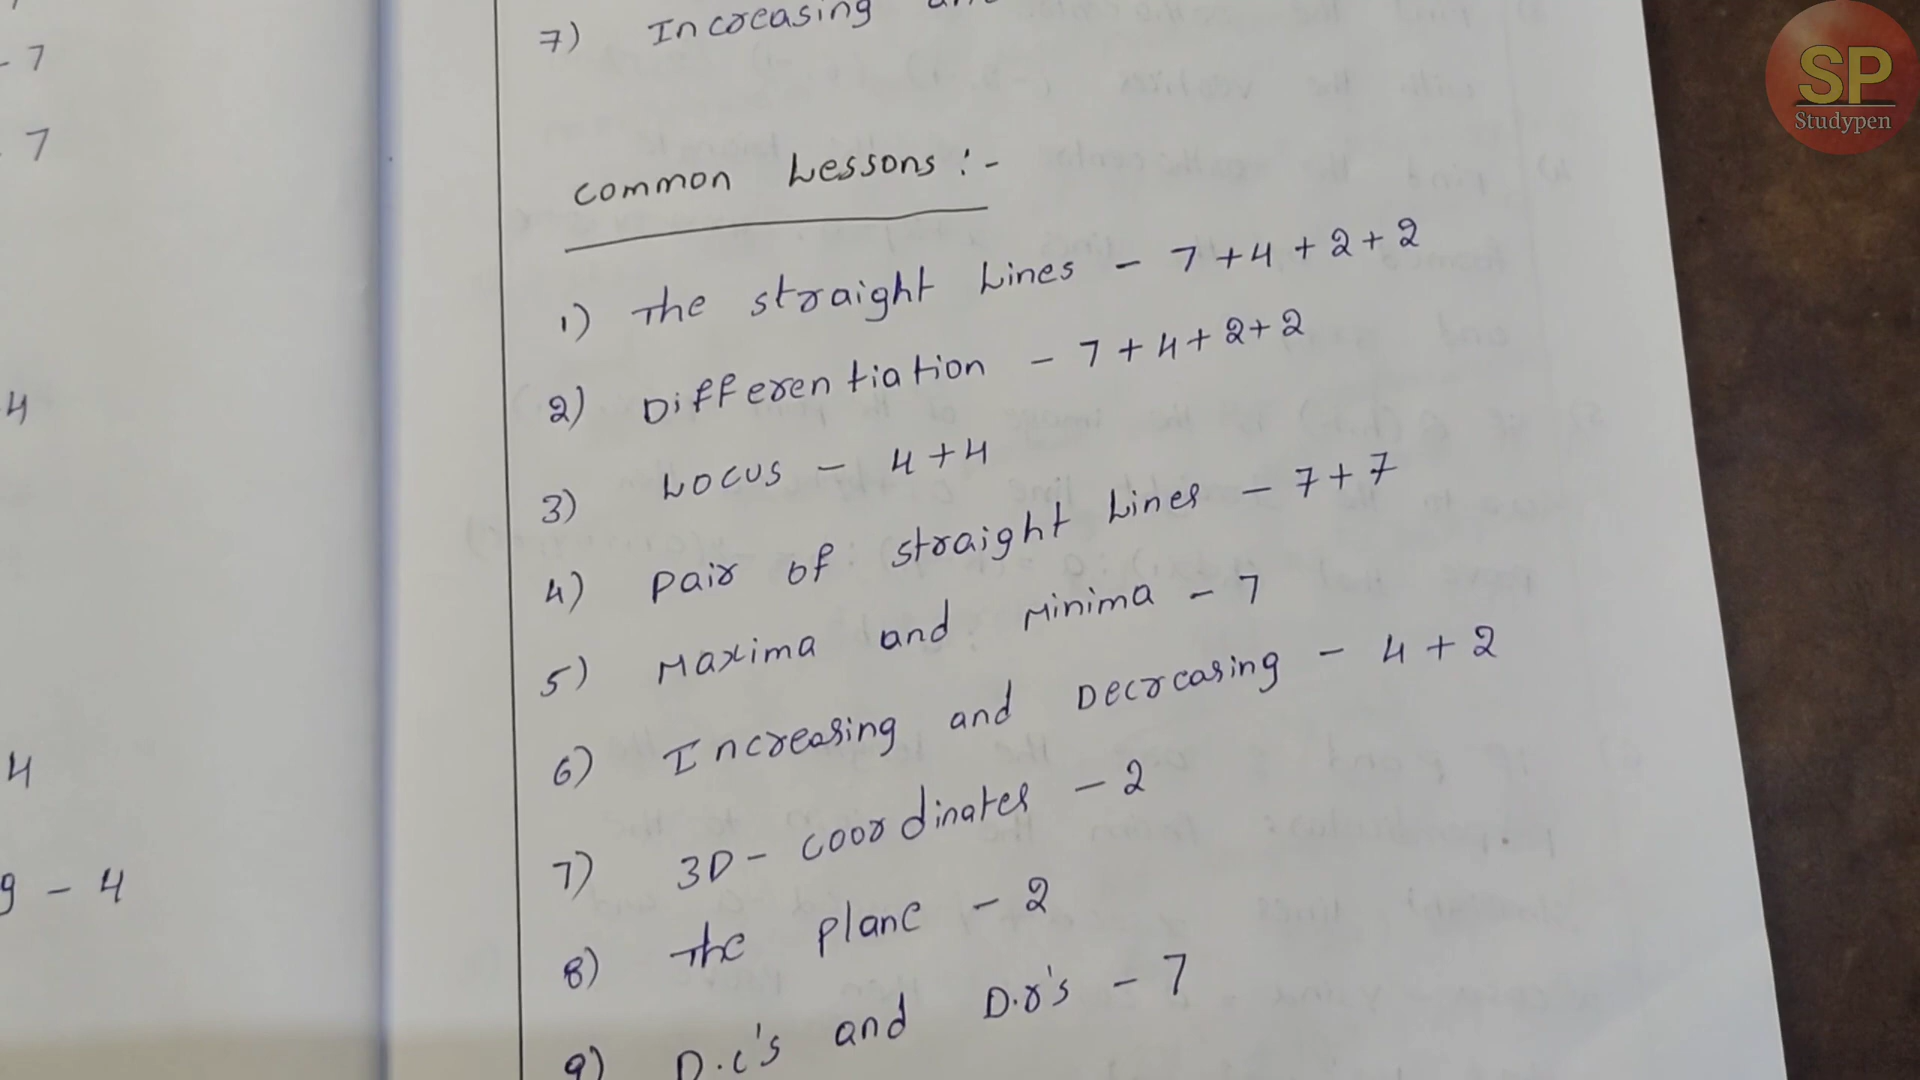 - 7
- 7
4
4
9 - 4
7) Increasing
Common Lessons :-
1) The straight Lines - 7+4+2+2
2) Differentiation - 7+4+2+2
3) Locus - 4+4
4) Pair of straight Lines - 7+7
5) Maxima and Minima - 7
6) Increasing and Decreasing - 4+2
7) 3D- coordinates - 2
8) The plane - 2
9) D.c's and D.r's - 7
SP
Studypen